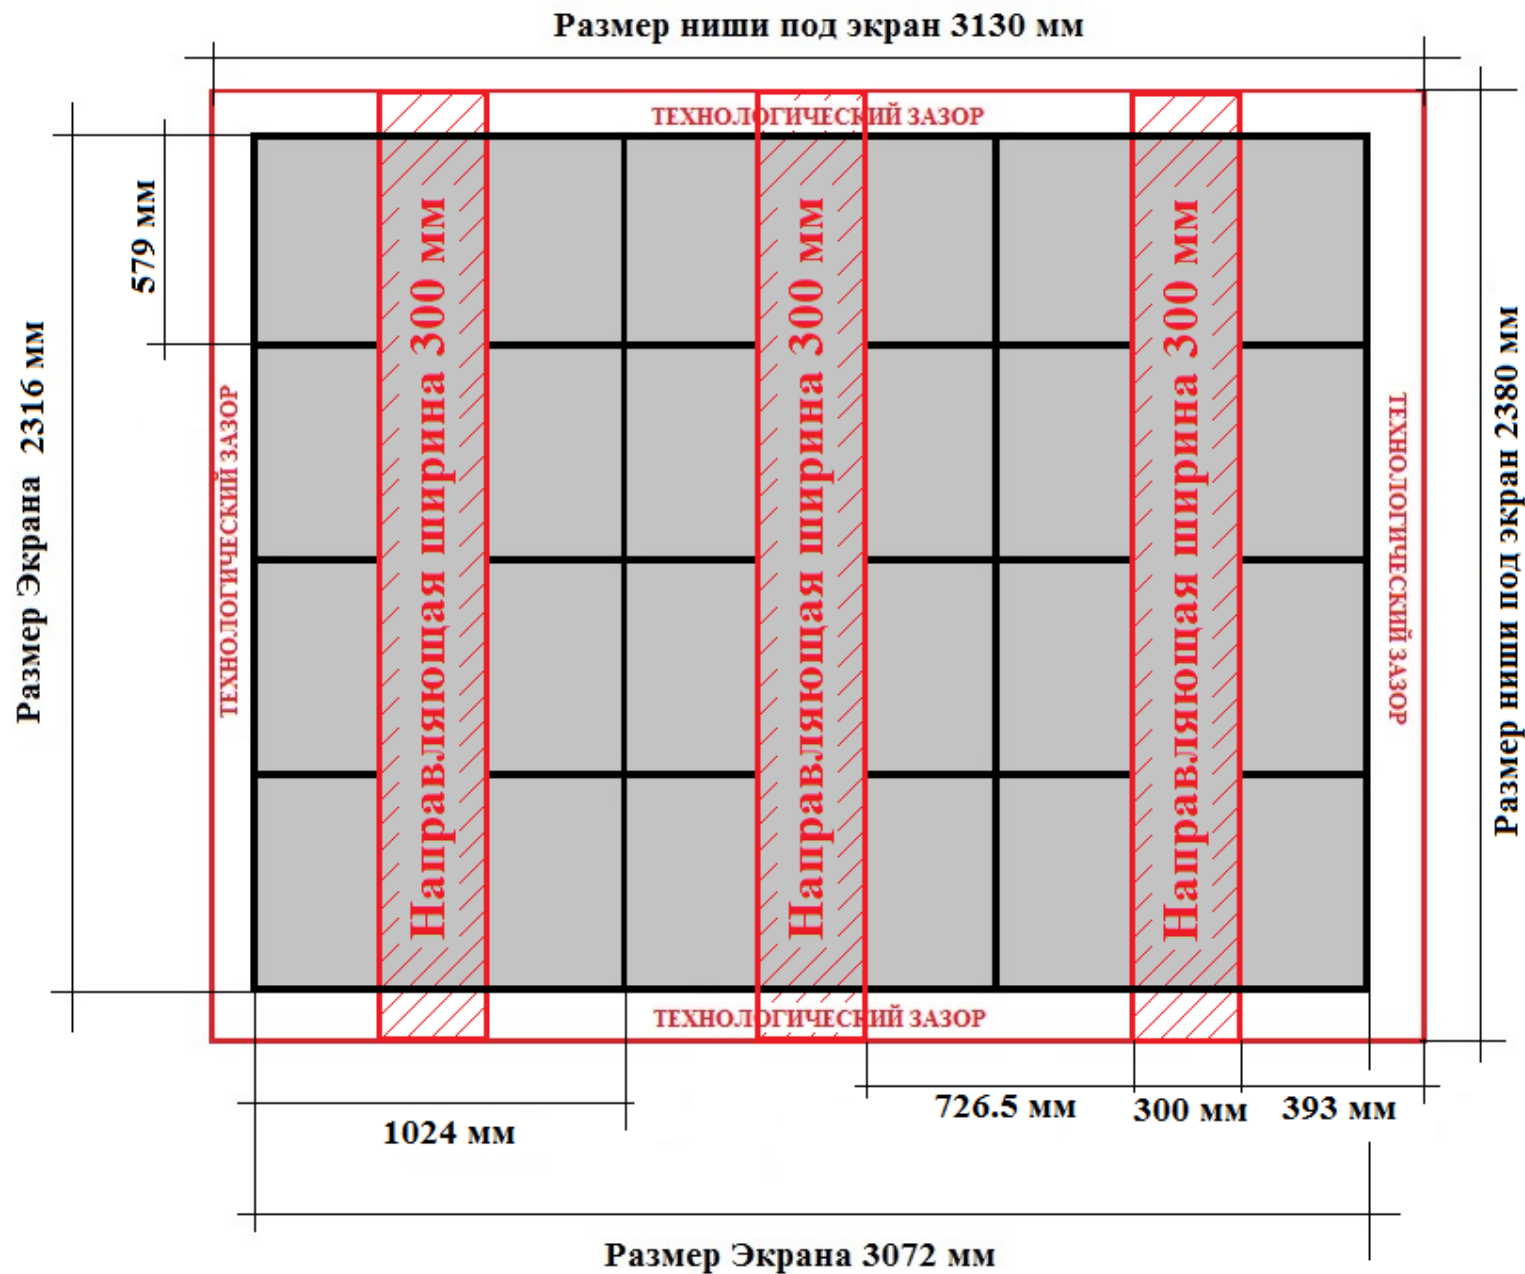 Размер ниши под экран 3130 мм
ТЕХНОЛОГИЧЕСКИЙ ЗАЗОР
579 мм
Размер Экрана 2316 мм
ТЕХНОЛОГИЧЕСКИЙ ЗАЗОР
Направляющая ширина 300 мм
Направляющая ширина 300 мм
Направляющая ширина 300 мм
ТЕХНОЛОГИЧЕСКИЙ ЗАЗОР
Размер ниши под экран 2380 мм
ТЕХНОЛОГИЧЕСКИЙ ЗАЗОР
726.5 мм
300 мм
393 мм
1024 мм
Размер Экрана 3072 мм